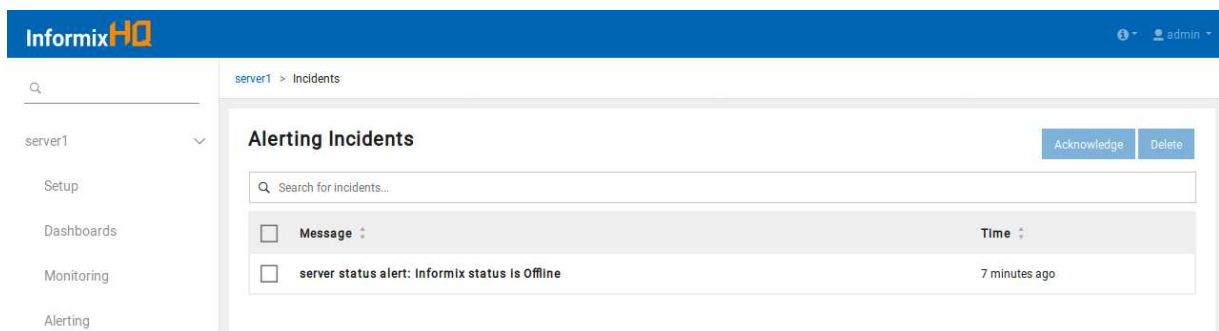 InformixHQ
admin
server1 > Incidents
server1
Setup
Dashboards
Monitoring
Alerting
Alerting Incidents
Acknowledge Delete
Search for incidents...
Message Time
server status alert: Informix status is Offline 7 minutes ago